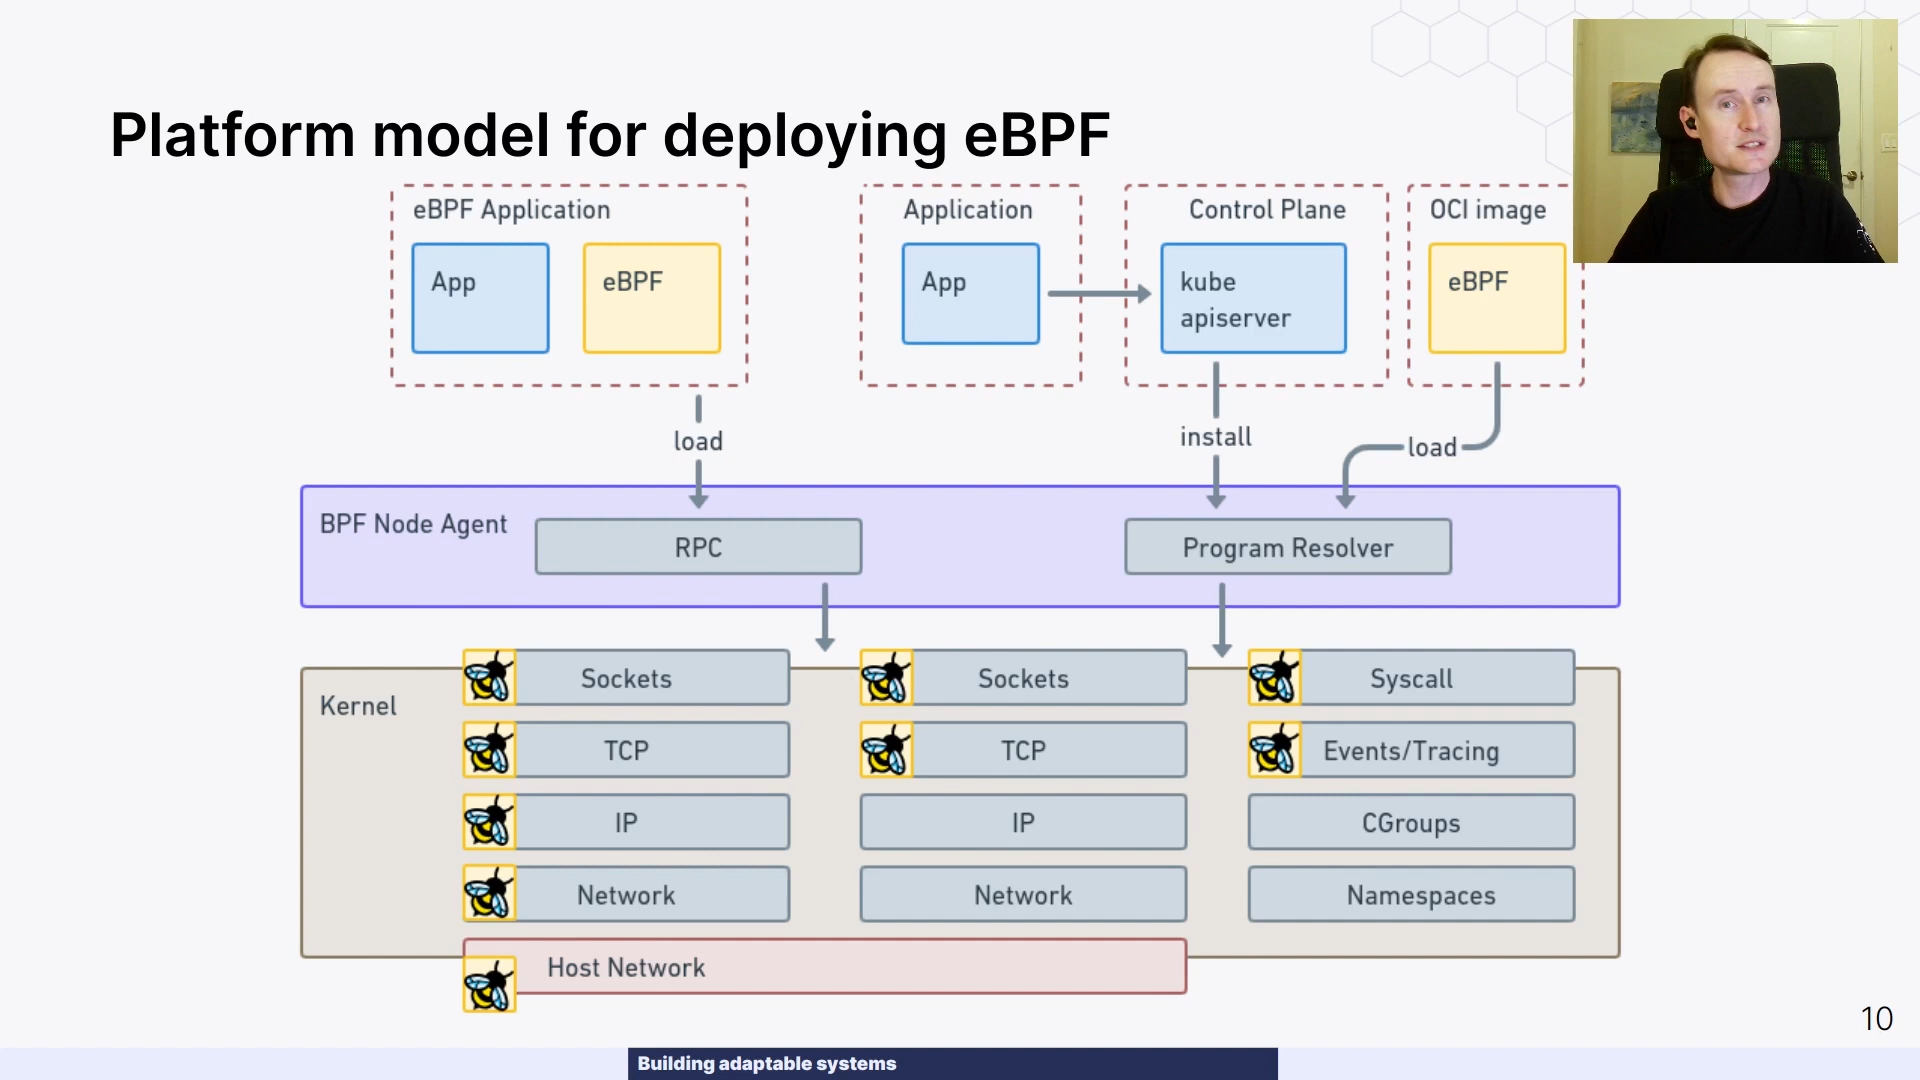 Platform model for deploying eBPF
eBPF Application
App
eBPF
Application
App
Control Plane
kube
apiserver
OCI image
eBPF
load
install
load
BPF Node Agent
RPC
Program Resolver
Kernel
Sockets
TCP
IP
Network
Sockets
TCP
IP
Network
Syscall
Events/Tracing
CGroups
Namespaces
Host Network
10
Building adaptable systems